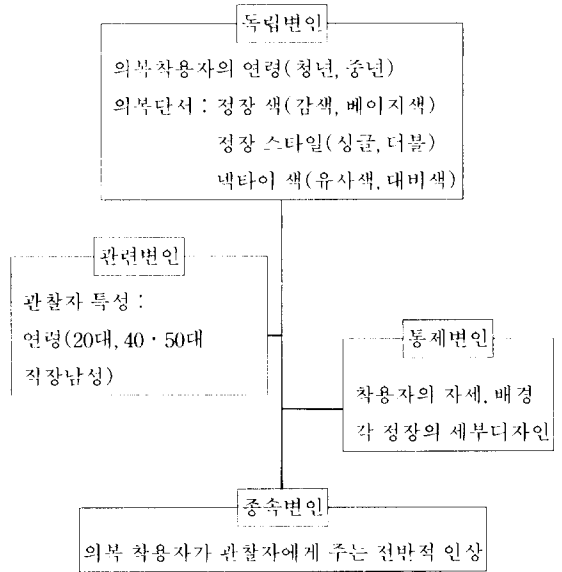 독립변인
의복착용자의 연령(청년, 중년)
의복단서 : 정장 색(감색, 베이지색)
정장 스타일(싱글, 더블)
넥타이 색(유사색, 대비색)
관련변인
관찰자 특성 :
연령(20대, 40·50대
직장남성)
통제변인
착용자의 자세, 배경
각 정장의 세부디자인
종속변인
의복 착용자가 관찰자에게 주는 전반적 인상